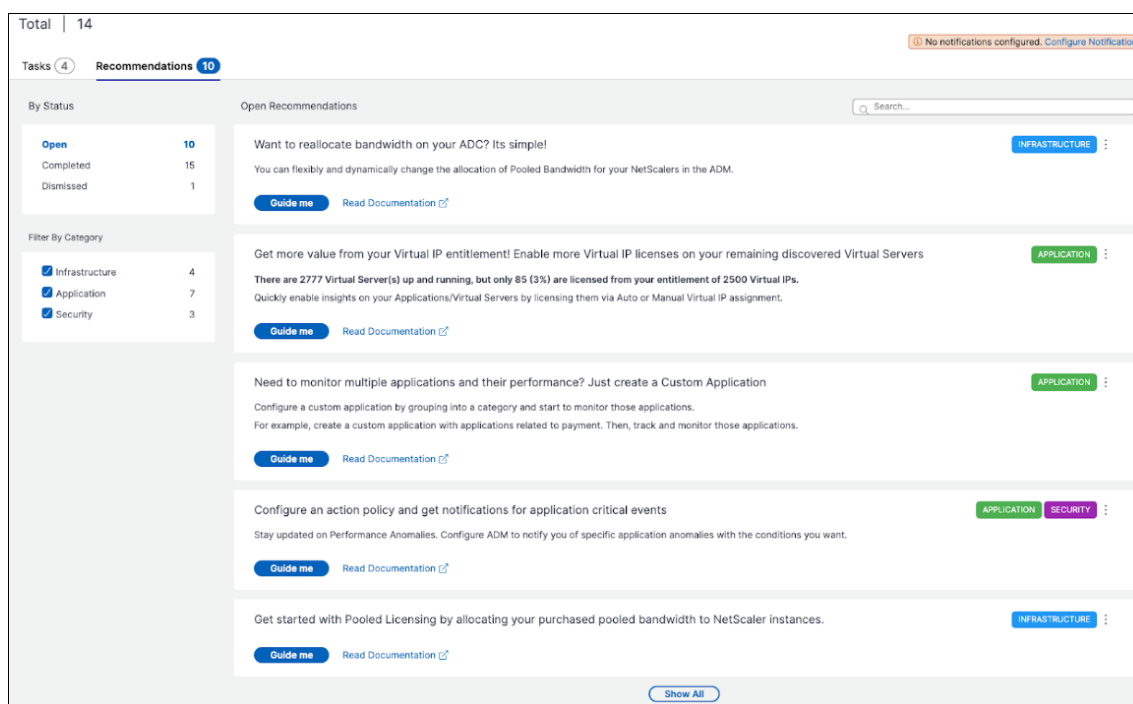 Total | 14
No notifications configured. Configure Notification
Tasks 4 Recommendations 10
By Status
Open 10
Completed 15
Dismissed 1
Filter By Category
Infrastructure 4
Application 7
Security 3
Open Recommendations
Search...
Want to reallocate bandwidth on your ADC? Its simple! INFRASTRUCTURE
You can flexibly and dynamically change the allocation of Pooled Bandwidth for your NetScalers in the ADM.
Guide me Read Documentation
Get more value from your Virtual IP entitlement! Enable more Virtual IP licenses on your remaining discovered Virtual Servers APPLICATION
There are 2777 Virtual Server(s) up and running, but only 85 (3%) are licensed from your entitlement of 2500 Virtual IPs.
Quickly enable insights on your Applications/Virtual Servers by licensing them via Auto or Manual Virtual IP assignment.
Guide me Read Documentation
Need to monitor multiple applications and their performance? Just create a Custom Application APPLICATION
Configure a custom application by grouping into a category and start to monitor those applications.
For example, create a custom application with applications related to payment. Then, track and monitor those applications.
Guide me Read Documentation
Configure an action policy and get notifications for application critical events APPLICATION SECURITY
Stay updated on Performance Anomalies. Configure ADM to notify you of specific application anomalies with the conditions you want.
Guide me Read Documentation
Get started with Pooled Licensing by allocating your purchased pooled bandwidth to NetScaler instances. INFRASTRUCTURE
Guide me Read Documentation
Show All